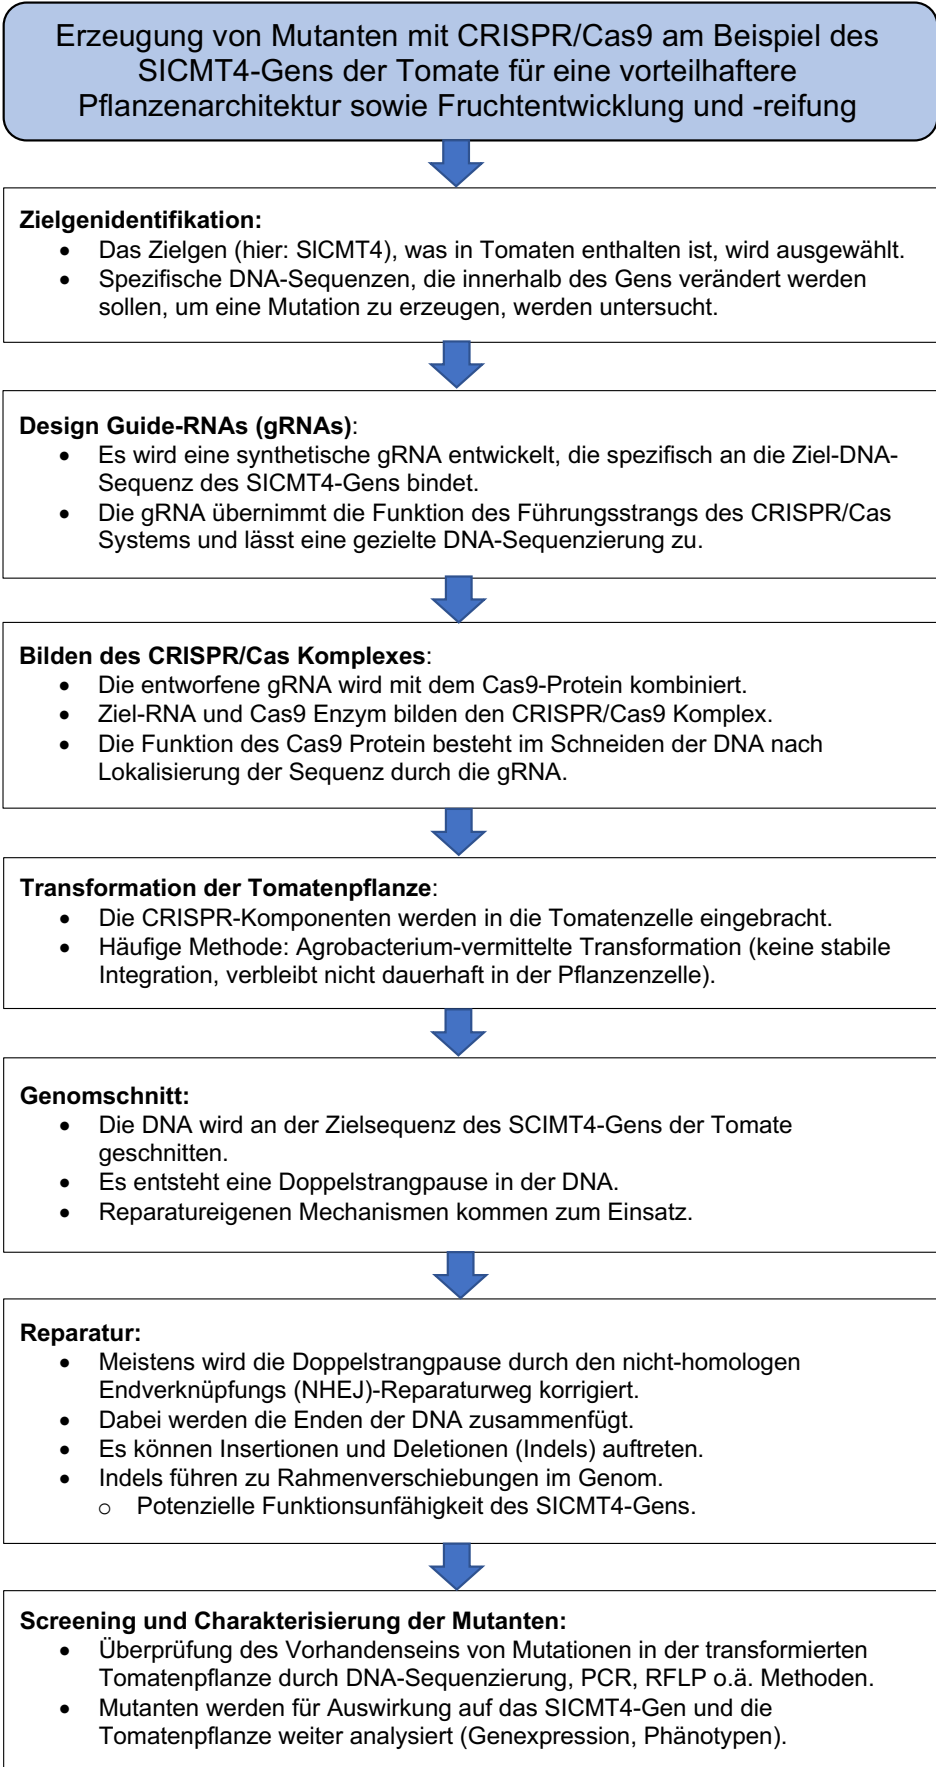 Erzeugung von Mutanten mit CRISPR/Cas9 am Beispiel des
SlCMT4-Gens der Tomate für eine vorteilhaftere
Pflanzenarchitektur sowie Fruchtentwicklung und -reifung
Zielgenidentifikation:
• Das Zielgen (hier: SlCMT4), was in Tomaten enthalten ist, wird ausgewählt.
• Spezifische DNA-Sequenzen, die innerhalb des Gens verändert werden
sollen, um eine Mutation zu erzeugen, werden untersucht.
Design Guide-RNAs (gRNAs):
• Es wird eine synthetische gRNA entwickelt, die spezifisch an die Ziel-DNA-
Sequenz des SlCMT4-Gens bindet.
• Die gRNA übernimmt die Funktion des Führungsstrangs des CRISPR/Cas
Systems und lässt eine gezielte DNA-Sequenzierung zu.
Bilden des CRISPR/Cas Komplexes:
• Die entworfene gRNA wird mit dem Cas9-Protein kombiniert.
• Ziel-RNA und Cas9 Enzym bilden den CRISPR/Cas9 Komplex.
• Die Funktion des Cas9 Protein besteht im Schneiden der DNA nach
Lokalisierung der Sequenz durch die gRNA.
Transformation der Tomatenpflanze:
• Die CRISPR-Komponenten werden in die Tomatenzelle eingebracht.
• Häufige Methode: Agrobacterium-vermittelte Transformation (keine stabile
Integration, verbleibt nicht dauerhaft in der Pflanzenzelle).
Genomschnitt:
• Die DNA wird an der Zielsequenz des SCIMT4-Gens der Tomate
geschnitten.
• Es entsteht eine Doppelstrangpause in der DNA.
• Reparatureigenen Mechanismen kommen zum Einsatz.
Reparatur:
• Meistens wird die Doppelstrangpause durch den nicht-homologen
Endverknüpfungs (NHEJ)-Reparaturweg korrigiert.
• Dabei werden die Enden der DNA zusammenfügt.
• Es können Insertionen und Deletionen (Indels) auftreten.
• Indels führen zu Rahmenverschiebungen im Genom.
○ Potenzielle Funktionsunfähigkeit des SlCMT4-Gens.
Screening und Charakterisierung der Mutanten:
• Überprüfung des Vorhandenseins von Mutationen in der transformierten
Tomatenpflanze durch DNA-Sequenzierung, PCR, RFLP o.ä. Methoden.
• Mutanten werden für Auswirkung auf das SlCMT4-Gen und die
Tomatenpflanze weiter analysiert (Genexpression, Phänotypen).